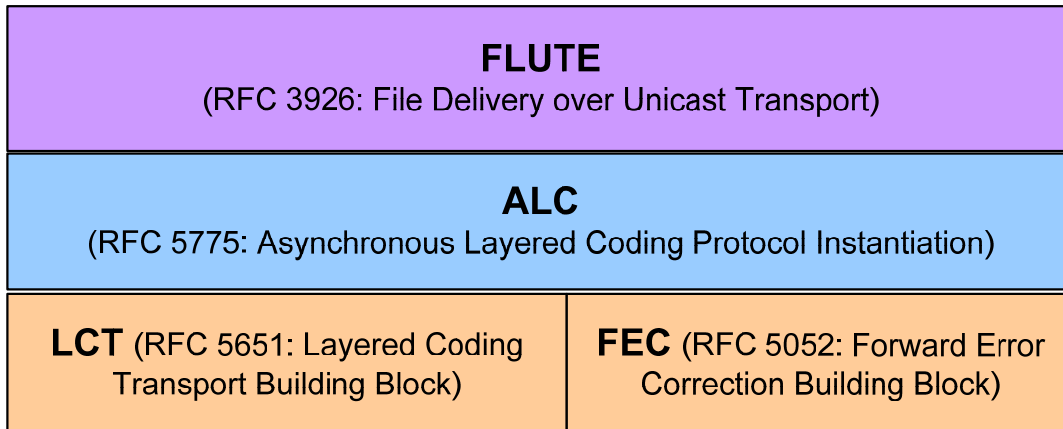 FLUTE
(RFC 3926: File Delivery over Unicast Transport)
ALC
(RFC 5775: Asynchronous Layered Coding Protocol Instantiation)
LCT (RFC 5651: Layered Coding
Transport Building Block)
FEC (RFC 5052: Forward Error
Correction Building Block)